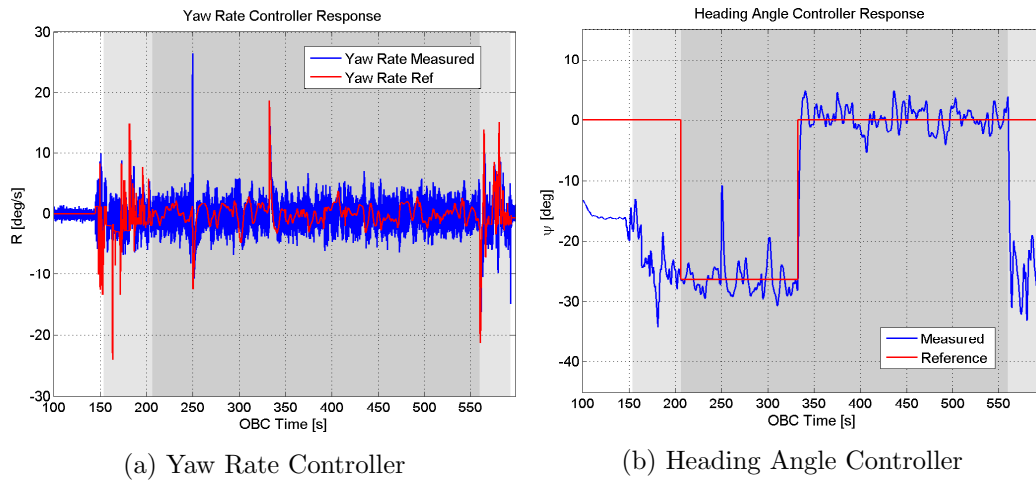 Yaw Rate Controller Response
30
20
10
0
-10
-20
-30
R [deg/s]
Yaw Rate Measured
Yaw Rate Ref
100 150 200 250 300 350 400 450 500 550
OBC Time [s]
(a) Yaw Rate Controller
Heading Angle Controller Response
10
0
-10
-20
-30
-40
ψ [deg]
Measured
Reference
100 150 200 250 300 350 400 450 500 550
OBC Time [s]
(b) Heading Angle Controller